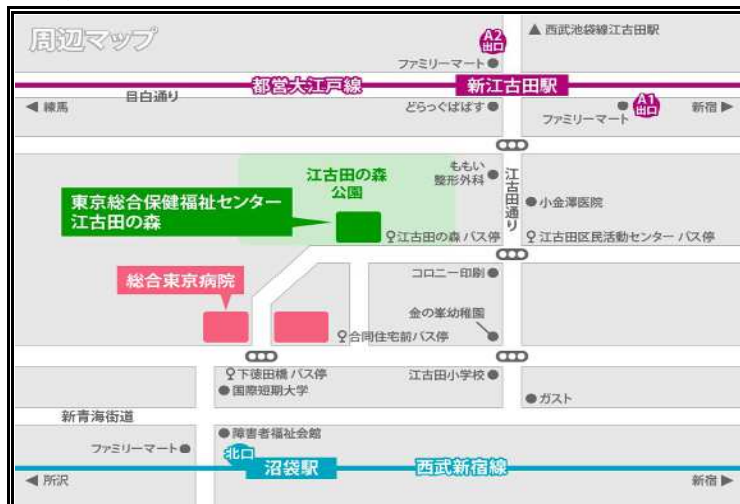 周辺マップ
A2
出口
▲西武池袋線江古田駅
ファミリーマート
都営大江戸線
新江古田駅
目白通り
◀練馬
どらっぐぱぱす
ファミリーマート
A1
出口
新宿▶
江古田の森
公園
ももい
整形外科
江古田通り
小金澤医院
東京総合保健福祉センター
江古田の森
江古田の森 バス停
江古田区民活動センター バス停
コロニー印刷
総合東京病院
金の峯幼稚園
合同住宅前バス停
下徳田橋 バス停
国際短期大学
江古田小学校
ガスト
新青梅街道
障害者福祉会館
ファミリーマート
北口
沼袋駅
西武新宿線
◀所沢
新宿▶